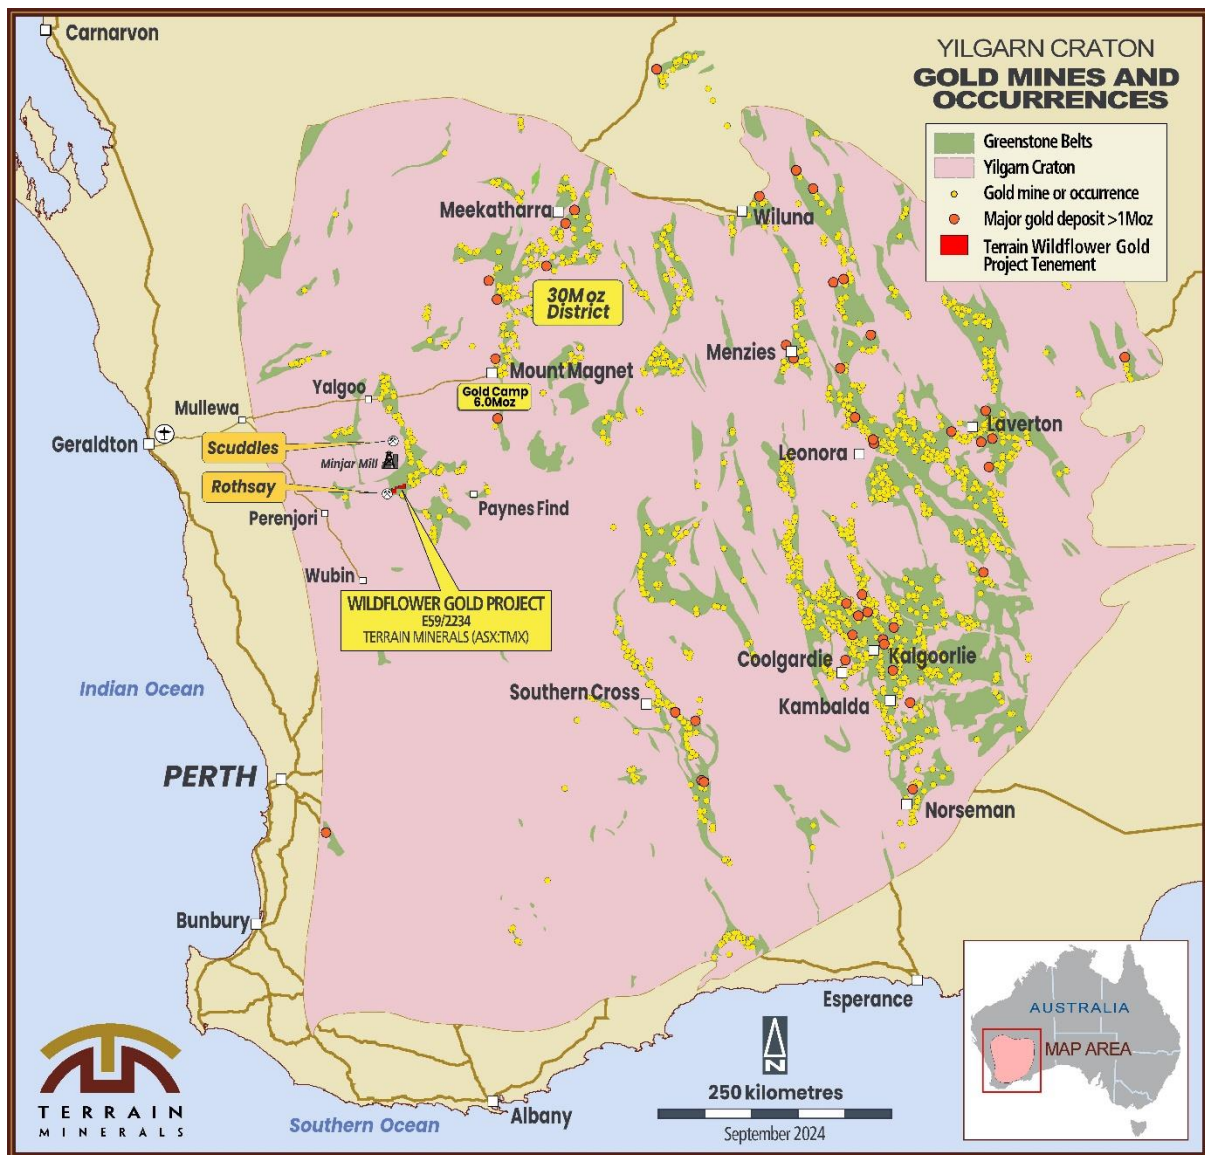 Carnarvon
YILGARN CRATON
GOLD MINES AND
OCCURRENCES
Greenstone Belts
Yilgarn Craton
Gold mine or occurrence
Major gold deposit >1Moz
Terrain Wildflower Gold
Project Tenement
Meekatharra
Wiluna
30M oz
District
Menzies
Mount Magnet
Yalgoo
Gold Camp
6.0Moz
Mullewa
Geraldton
Scuddles
Minjar Mill
Laverton
Leonora
Rothsay
Paynes Find
Perenjori
Wubin
WILDFLOWER GOLD PROJECT
E59/2234
TERRAIN MINERALS (ASX:TMX)
Coolgardie
Kalgoorlie
Indian Ocean
Southern Cross
Kambalda
PERTH
Norseman
Bunbury
Esperance
AUSTRALIA
MAP AREA
N
250 kilometres
September 2024
TERRAIN
MINERALS
Southern Ocean
Albany